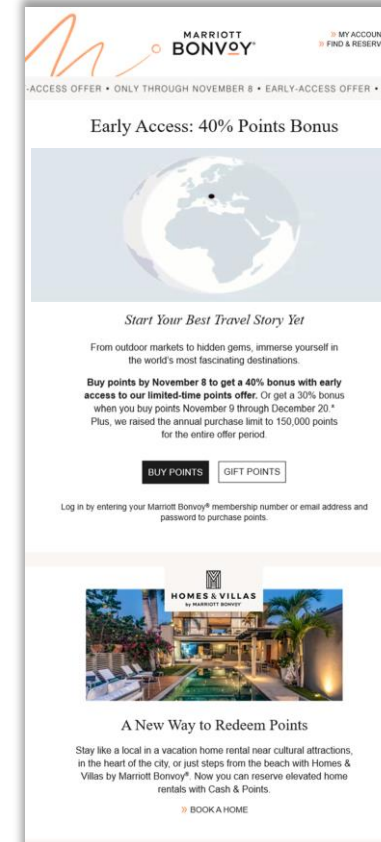 MARRIOTT
BONVOY
» MY ACCOUN
» FIND & RESERV
-ACCESS OFFER • ONLY THROUGH NOVEMBER 8 • EARLY-ACCESS OFFER •
Early Access: 40% Points Bonus
Start Your Best Travel Story Yet
From outdoor markets to hidden gems, immerse yourself in
the world's most fascinating destinations.
Buy points by November 8 to get a 40% bonus with early
access to our limited-time points offer. Or get a 30% bonus
when you buy points November 9 through December 20.*
Plus, we raised the annual purchase limit to 150,000 points
for the entire offer period.
BUY POINTS
GIFT POINTS
Log in by entering your Marriott Bonvoy® membership number or email address and
password to purchase points.
HOMES & VILLAS
by MARRIOTT BONVOY
A New Way to Redeem Points
Stay like a local in a vacation home rental near cultural attractions,
in the heart of the city, or just steps from the beach with Homes &
Villas by Marriott Bonvoy®. Now you can reserve elevated home
rentals with Cash & Points.
» BOOK A HOME